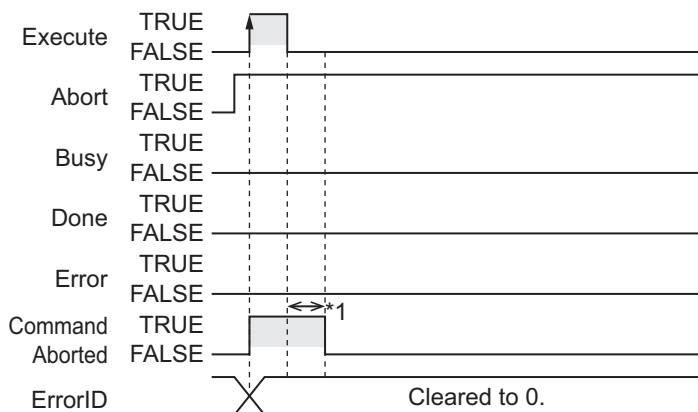 Execute TRUE
FALSE
Abort TRUE
FALSE
Busy TRUE
FALSE
Done TRUE
FALSE
Error TRUE
FALSE
*1
Command TRUE
Aborted FALSE
ErrorID Cleared to 0.